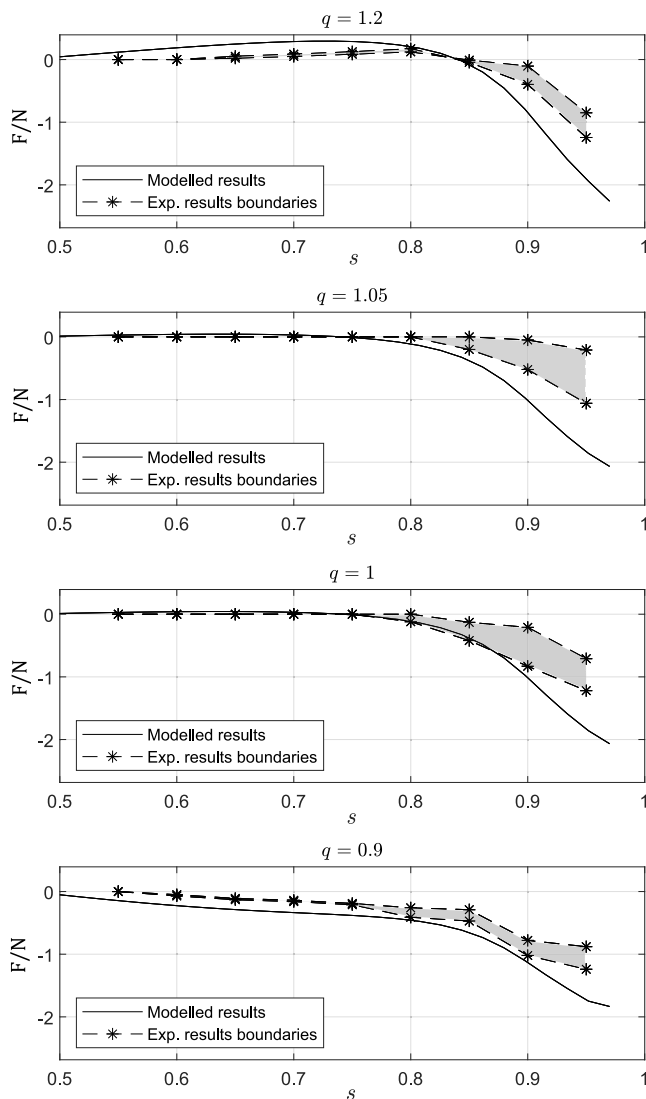 q = 1.2
F/N
0
-1
-2
Modelled results
Exp. results boundaries
0.5 0.6 0.7 0.8 0.9 1
s
q = 1.05
F/N
0
-1
-2
Modelled results
Exp. results boundaries
0.5 0.6 0.7 0.8 0.9 1
s
q = 1
F/N
0
-1
-2
Modelled results
Exp. results boundaries
0.5 0.6 0.7 0.8 0.9 1
s
q = 0.9
F/N
0
-1
-2
Modelled results
Exp. results boundaries
0.5 0.6 0.7 0.8 0.9 1
s